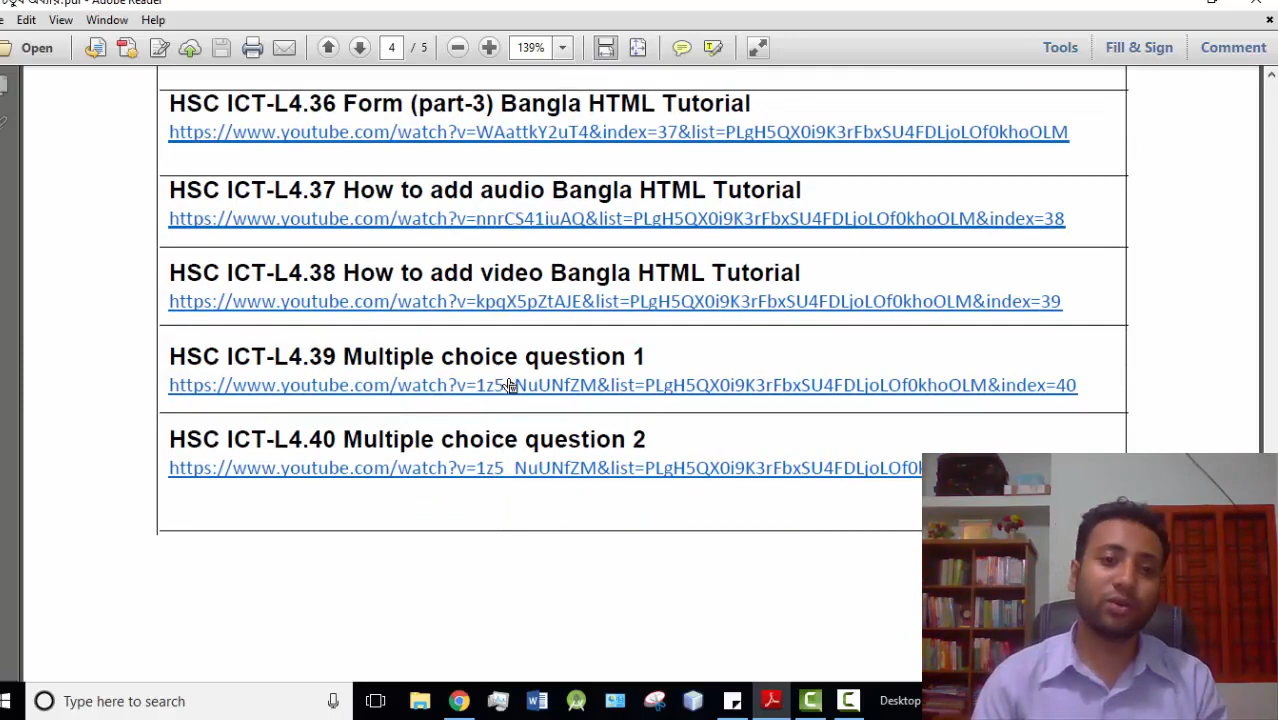 Edit View Window Help
Open 4 / 5 139% Tools Fill & Sign Comment
HSC ICT-L4.36 Form (part-3) Bangla HTML Tutorial
https://www.youtube.com/watch?v=WAattkY2uT4&index=37&list=PLgH5QX0i9K3rFbxSU4FDLjoLOf0khoOLM
HSC ICT-L4.37 How to add audio Bangla HTML Tutorial
https://www.youtube.com/watch?v=nnrCS41iuAQ&list=PLgH5QX0i9K3rFbxSU4FDLjoLOf0khoOLM&index=38
HSC ICT-L4.38 How to add video Bangla HTML Tutorial
https://www.youtube.com/watch?v=kpqX5pZtAJE&list=PLgH5QX0i9K3rFbxSU4FDLjoLOf0khoOLM&index=39
HSC ICT-L4.39 Multiple choice question 1
https://www.youtube.com/watch?v=1z5_NuUNfZM&list=PLgH5QX0i9K3rFbxSU4FDLjoLOf0khoOLM&index=40
HSC ICT-L4.40 Multiple choice question 2
https://www.youtube.com/watch?v=1z5_NuUNfZM&list=PLgH5QX0i9K3rFbxSU4FDLjoLOf0k
Type here to search Desktop